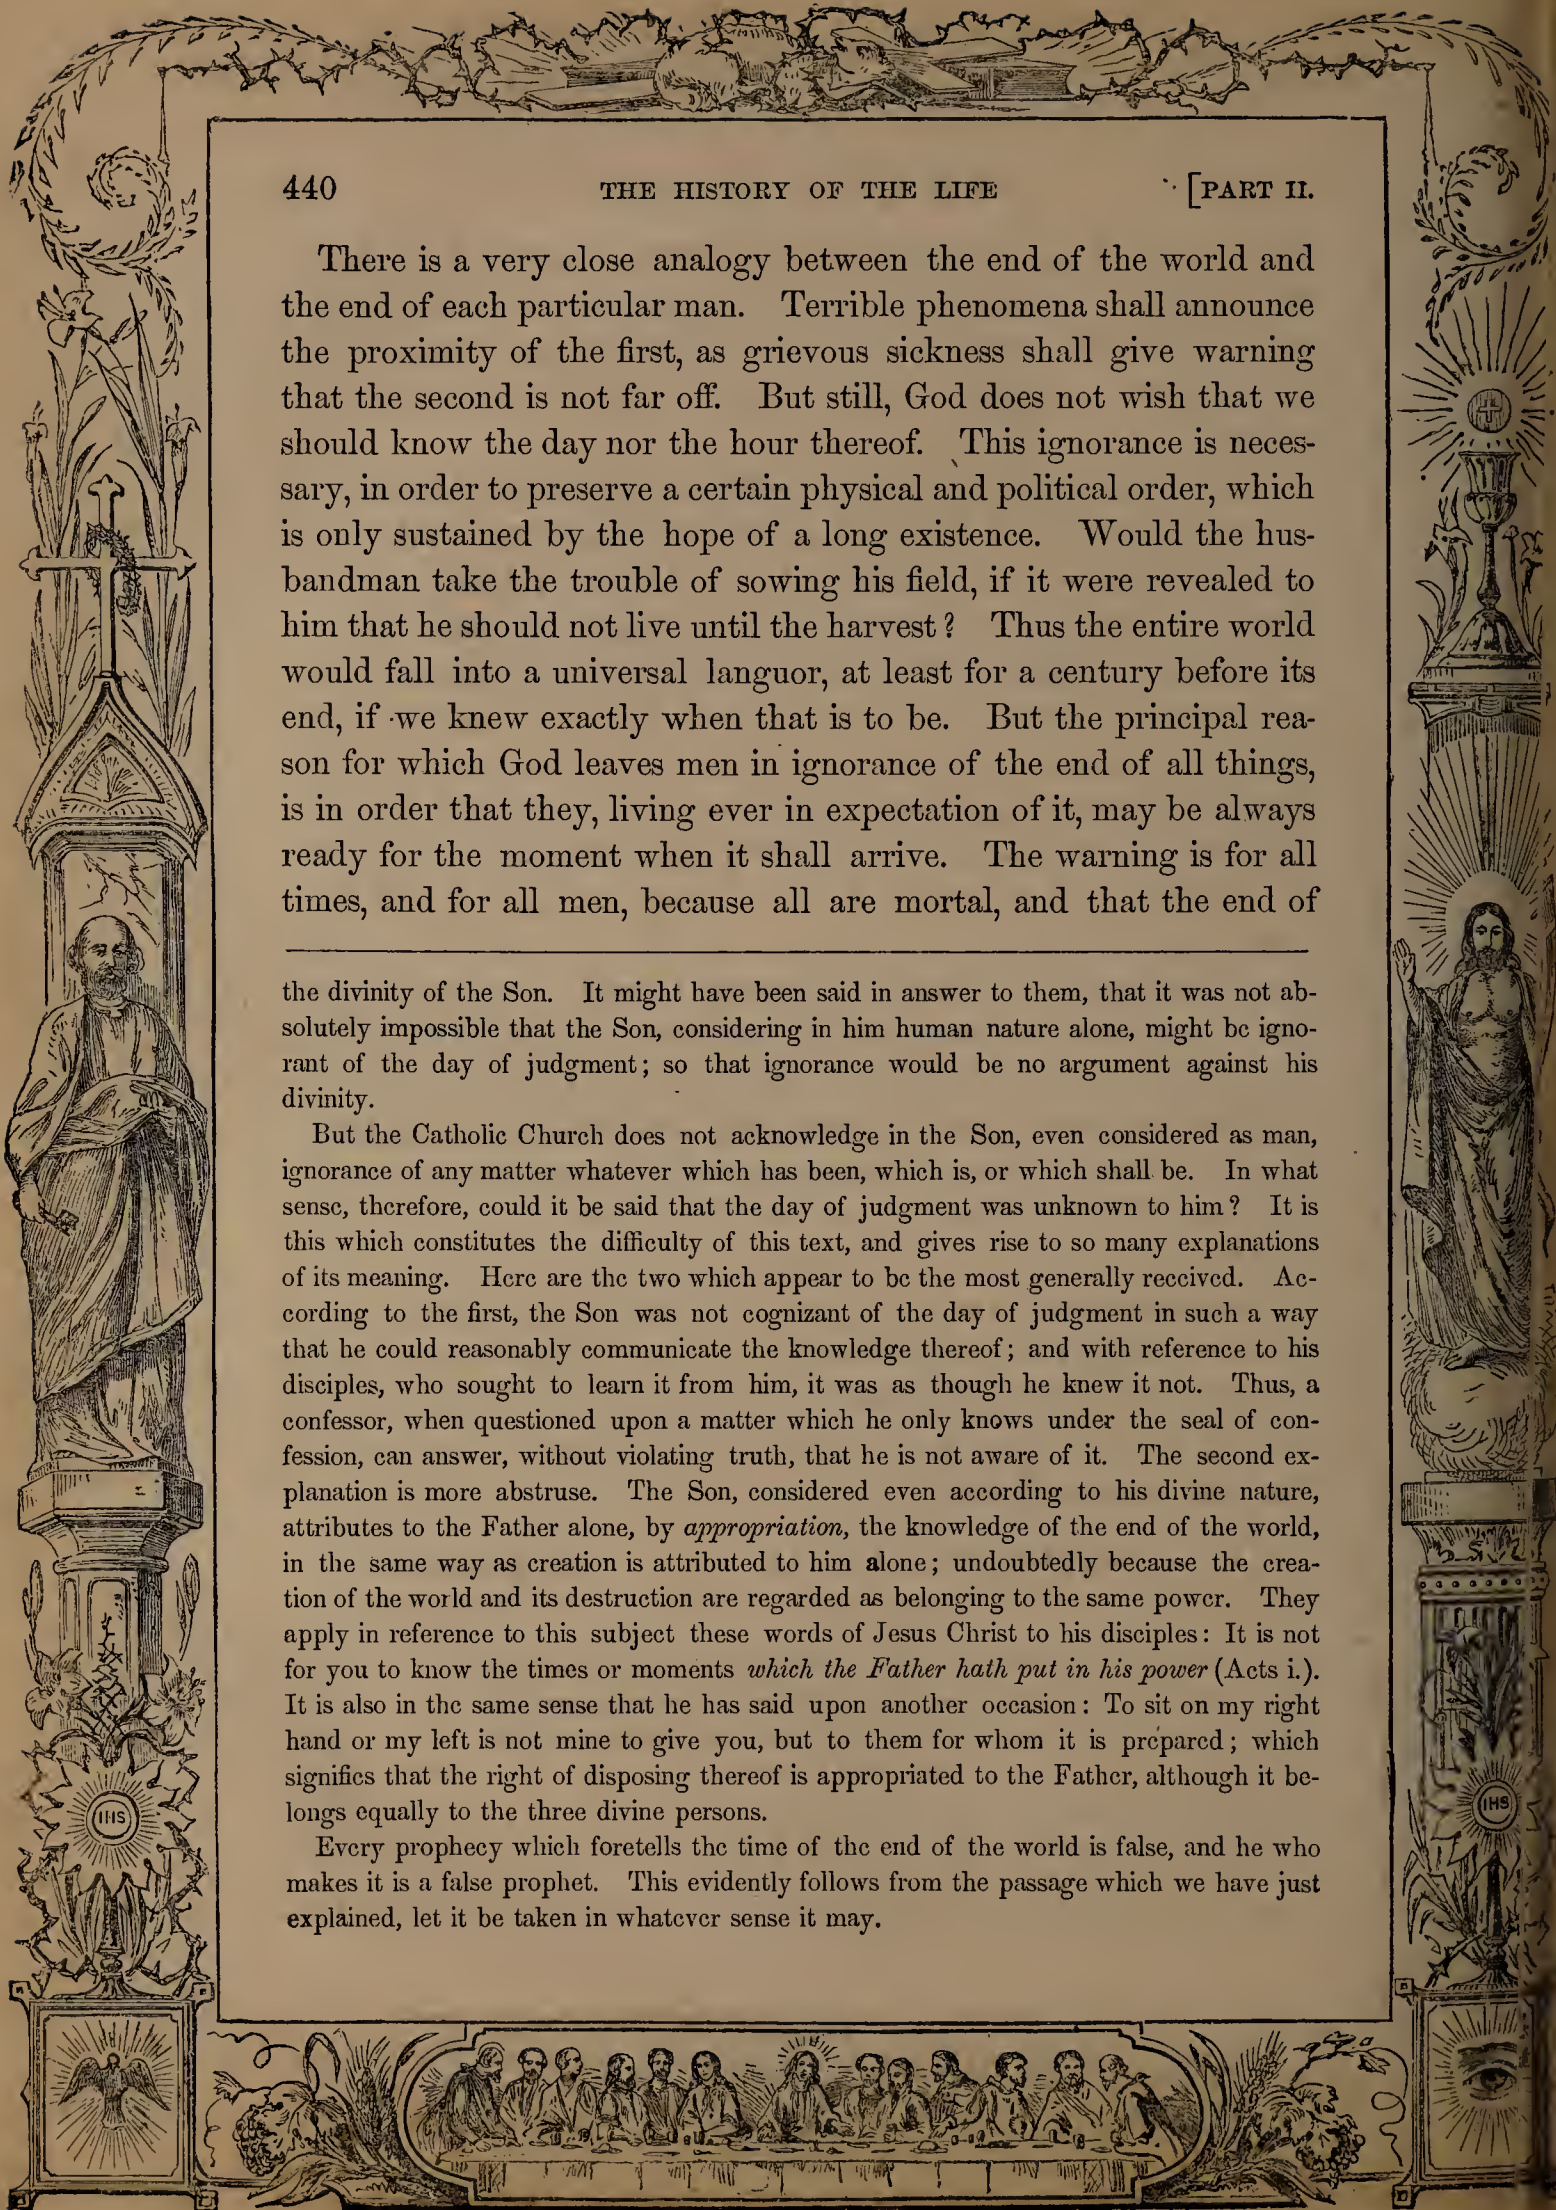 440 THE HISTORY OF THE LIFE [PART II.
There is a very close analogy between the end of the world and
the end of each particular man. Terrible phenomena shall announce
the proximity of the first, as grievous sickness shall give warning
that the second is not far off. But still, God does not wish that we
should know the day nor the hour thereof. This ignorance is neces-
sary, in order to preserve a certain physical and political order, which
is only sustained by the hope of a long existence. Would the hus-
bandman take the trouble of sowing his field, if it were revealed to
him that he should not live until the harvest? Thus the entire world
would fall into a universal languor, at least for a century before its
end, if we knew exactly when that is to be. But the principal rea-
son for which God leaves men in ignorance of the end of all things,
is in order that they, living ever in expectation of it, may be always
ready for the moment when it shall arrive. The warning is for all
times, and for all men, because all are mortal, and that the end of
the divinity of the Son. It might have been said in answer to them, that it was not ab-
solutely impossible that the Son, considering in him human nature alone, might be igno-
rant of the day of judgment; so that ignorance would be no argument against his
divinity.
But the Catholic Church does not acknowledge in the Son, even considered as man,
ignorance of any matter whatever which has been, which is, or which shall be. In what
sense, therefore, could it be said that the day of judgment was unknown to him? It is
this which constitutes the difficulty of this text, and gives rise to so many explanations
of its meaning. Here are the two which appear to be the most generally received. Ac-
cording to the first, the Son was not cognizant of the day of judgment in such a way
that he could reasonably communicate the knowledge thereof; and with reference to his
disciples, who sought to learn it from him, it was as though he knew it not. Thus, a
confessor, when questioned upon a matter which he only knows under the seal of con-
fession, can answer, without violating truth, that he is not aware of it. The second ex-
planation is more abstruse. The Son, considered even according to his divine nature,
attributes to the Father alone, by appropriation, the knowledge of the end of the world,
in the same way as creation is attributed to him alone; undoubtedly because the crea-
tion of the world and its destruction are regarded as belonging to the same power. They
apply in reference to this subject these words of Jesus Christ to his disciples: It is not
for you to know the times or moments which the Father hath put in his power (Acts i.).
It is also in the same sense that he has said upon another occasion: To sit on my right
hand or my left is not mine to give you, but to them for whom it is prepared; which
signifies that the right of disposing thereof is appropriated to the Father, although it be-
longs equally to the three divine persons.
Every prophecy which foretells the time of the end of the world is false, and he who
makes it is a false prophet. This evidently follows from the passage which we have just
explained, let it be taken in whatever sense it may.
IHS
IHS